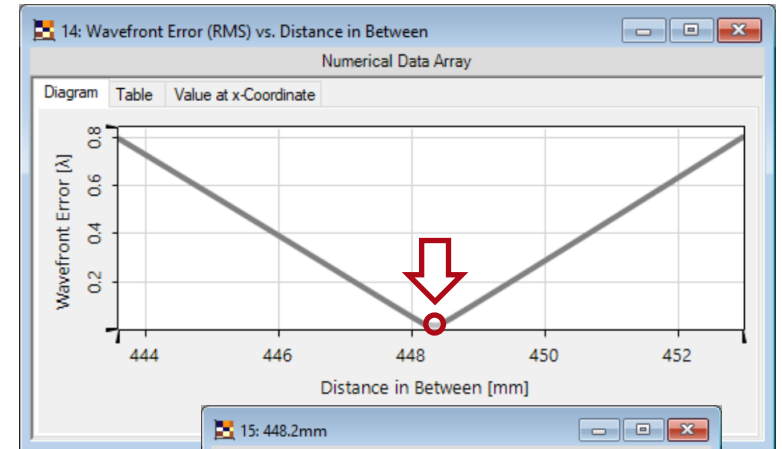 14: Wavefront Error (RMS) vs. Distance in Between
Numerical Data Array
Diagram Table Value at x-Coordinate
Wavefront Error [λ]
0.8
0.6
0.4
0.2
444 446 448 450 452
Distance in Between [mm]
15: 448.2mm